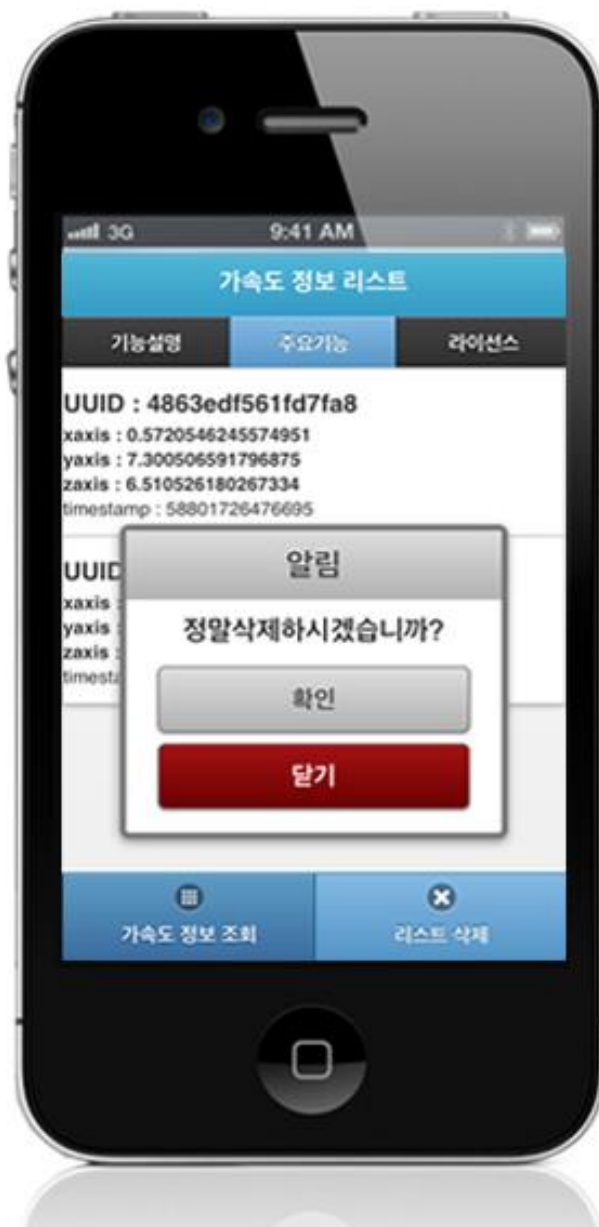 3G 9:41 AM
가속도 정보 리스트
기능설명 주요기능 라이선스
UUID : 4863edf561fd7fa8
xaxis : 0.5720546245574951
yaxis : 7.300506591796875
zaxis : 6.510526180267334
timestamp : 58801726476695
UUID
xaxis :
yaxis :
zaxis :
알림
정말삭제하시겠습니까?
확인
닫기
가속도 정보 조회 리스트 삭제